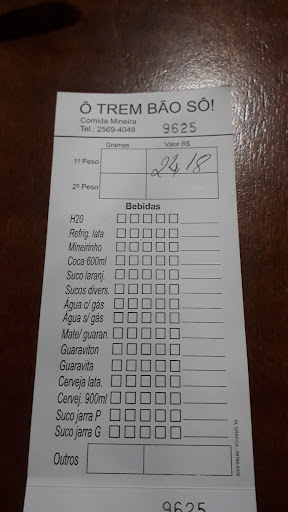 Ô TREM BÃO SÔ!
Comida Mineira
Tel.: 2569-4048 9625
Gramas Valor R$
1º Peso 24,18
2º Peso
Bebidas
H20
Refrig. lata
Mineirinho
Coca 600ml
Suco laranj.
Sucos divers.
Água c/ gás
Água s/ gás
Mate/ guaran.
Guaraviton
Guaravita
Cerveja lata.
Cervej. 900ml
Suco jarra P
Suco jarra G
Outros
9625